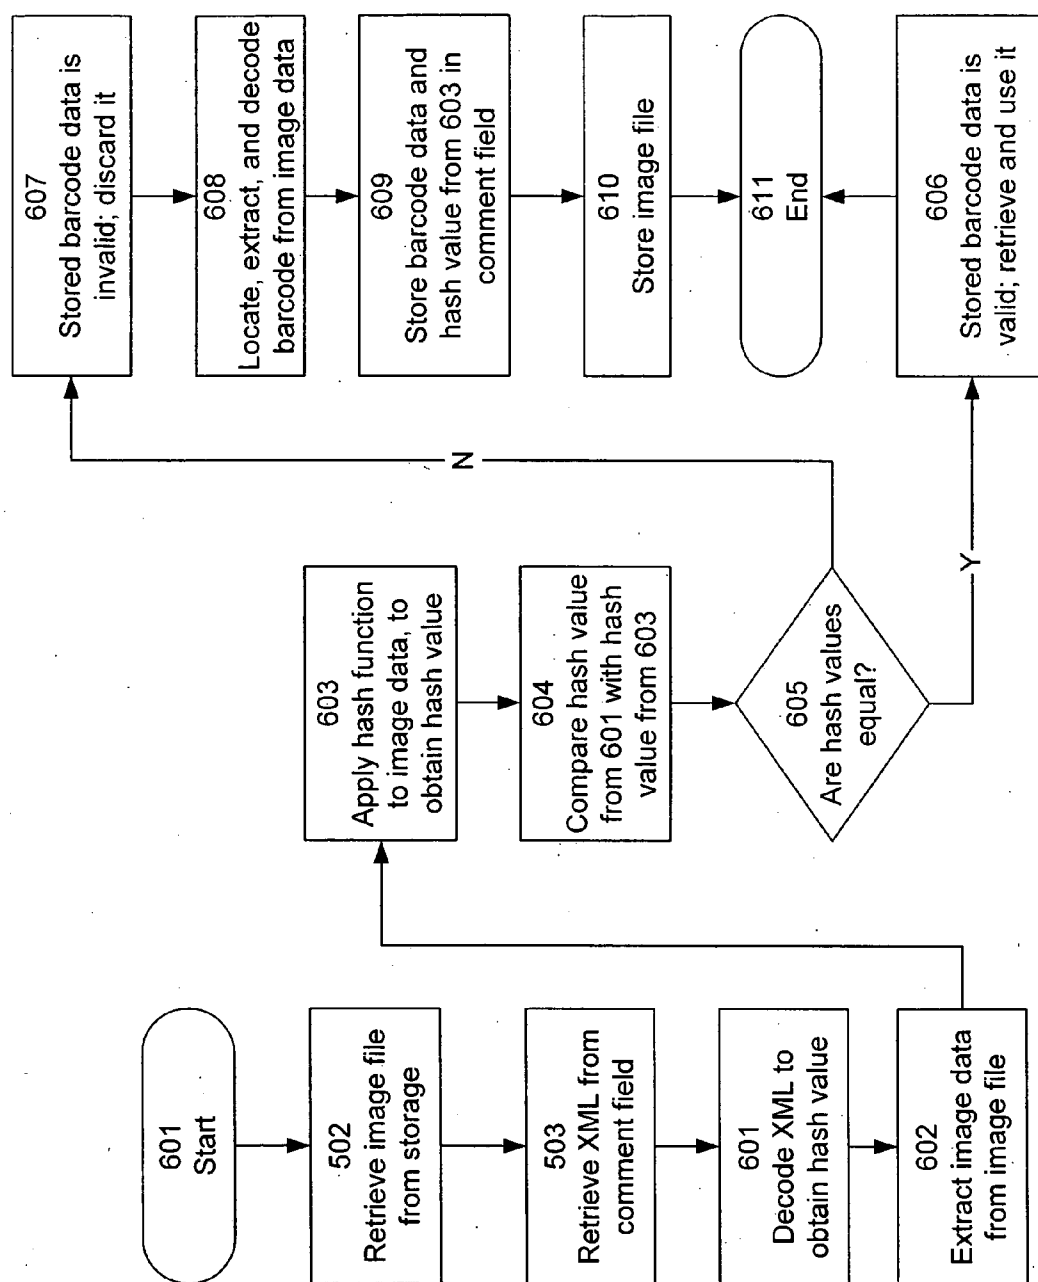 601
Start
502
Retrieve image file
from storage
503
Retrieve XML from
comment field
601
Decode XML to
obtain hash value
602
Extract image data
from image file
603
Apply hash function
to image data, to
obtain hash value
604
Compare hash value
from 601 with hash
value from 603
605
Are hash values
equal?
N
Y
607
Stored barcode data is
invalid; discard it
608
Locate, extract, and decode
barcode from image data
609
Store barcode data and
hash value from 603 in
comment field
610
Store image file
611
End
606
Stored barcode data is
valid; retrieve and use it